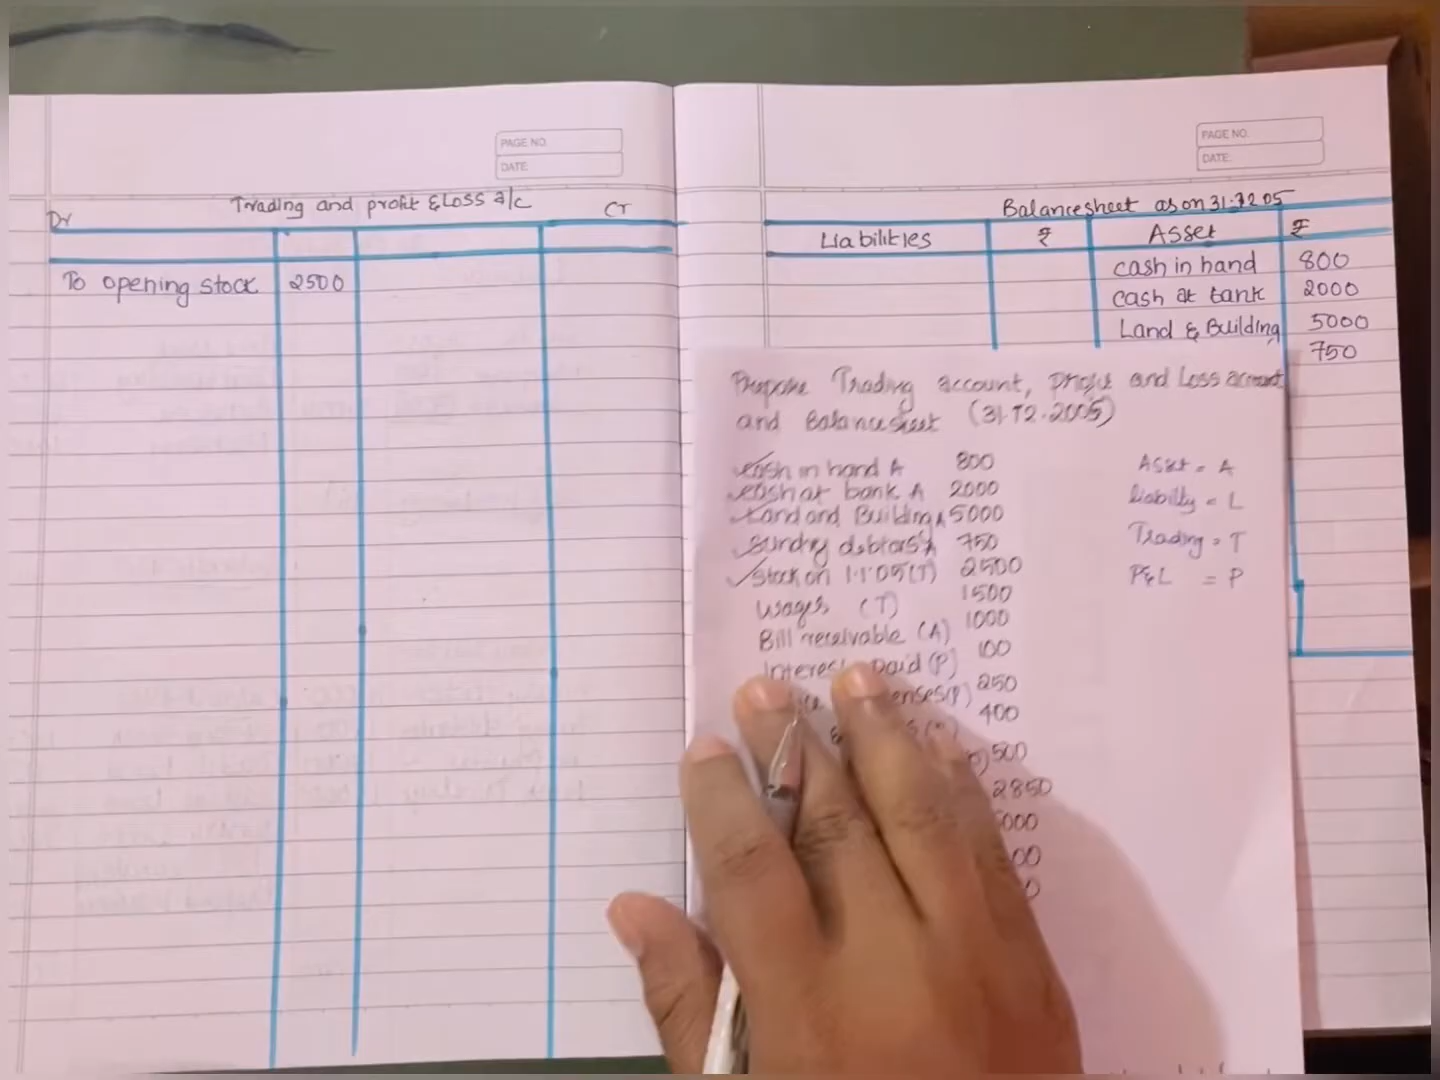 PAGE NO.
DATE:
Trading and profit & Loss a/c
Dr
Cr
To opening stock 2500
PAGE NO.
DATE:
Balancesheet as on 31.12 05
Liabilities ₹ Asset ₹
cash in hand 800
cash at bank 2000
Land & Building 5000
750
Prepare Trading account, profit and Loss account
and Balancesheet (31.12.2005)
cash in hand A 800
cash at bank A 2000
Land and Building A 5000
Sundry debtors A 750
Stock on 1.1.05 (T) 2500
wages (T) 1500
Bill receivable (A) 1000
Interest paid (P) 100
250
400
500
2850
Asset = A
liability = L
Trading = T
P&L = P